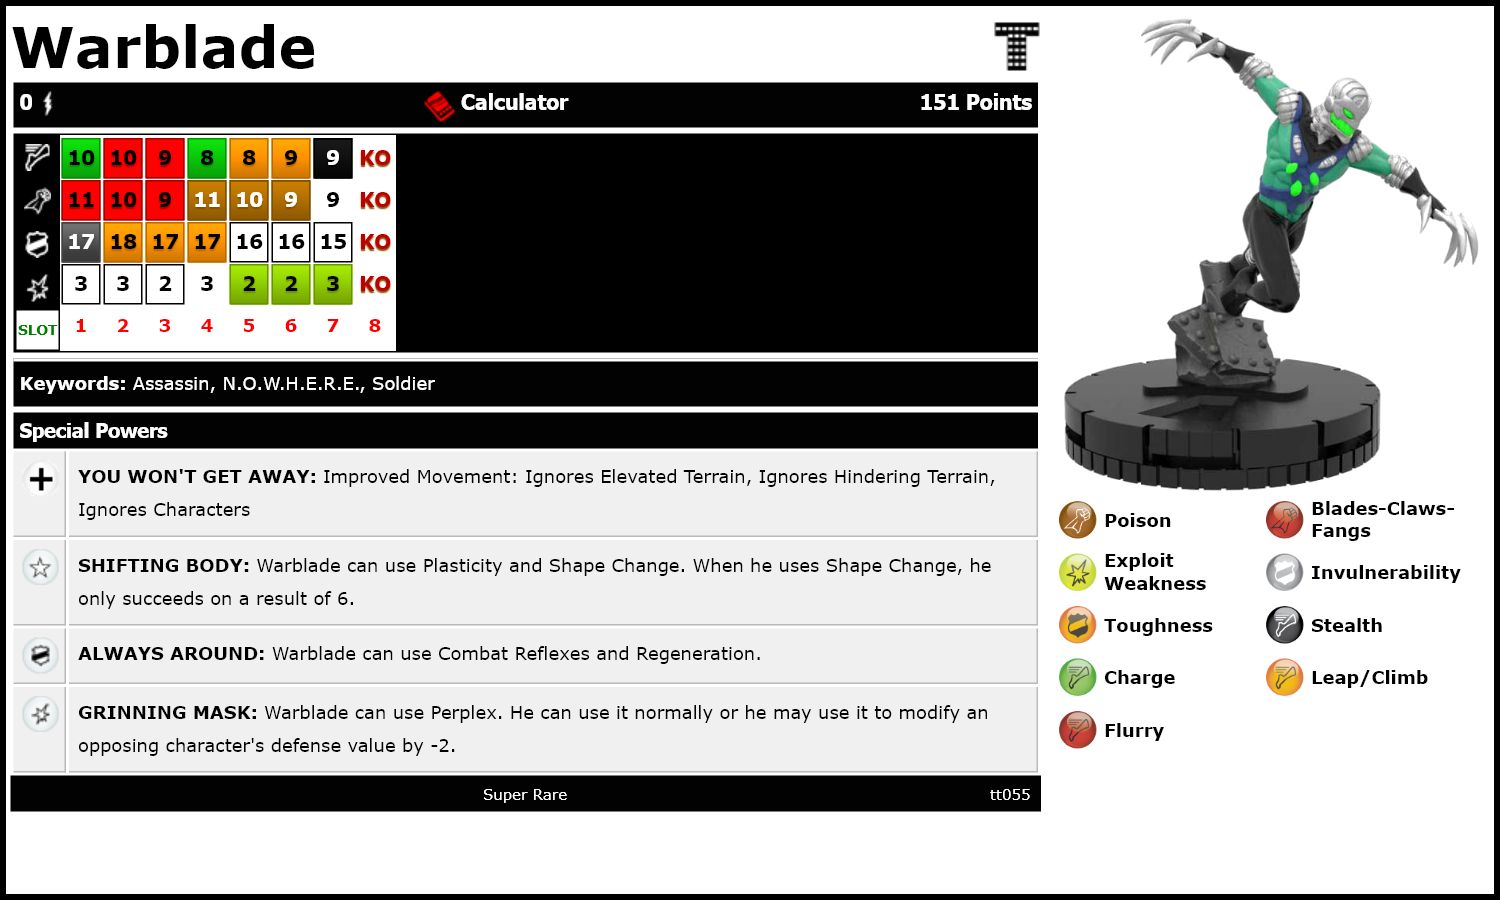 Warblade
T
0 Calculator 151 Points
10 10 9 8 8 9 9 KO
11 10 9 11 10 9 9 KO
17 18 17 17 16 16 15 KO
3 3 2 3 2 2 3 KO
SLOT 1 2 3 4 5 6 7 8
Keywords: Assassin, N.O.W.H.E.R.E., Soldier
Special Powers
YOU WON'T GET AWAY: Improved Movement: Ignores Elevated Terrain, Ignores Hindering Terrain,
Ignores Characters
SHIFTING BODY: Warblade can use Plasticity and Shape Change. When he uses Shape Change, he
only succeeds on a result of 6.
ALWAYS AROUND: Warblade can use Combat Reflexes and Regeneration.
GRINNING MASK: Warblade can use Perplex. He can use it normally or he may use it to modify an
opposing character's defense value by -2.
Super Rare tt055
Poison
Blades-Claws-
Fangs
Exploit
Weakness
Invulnerability
Toughness
Stealth
Charge
Leap/Climb
Flurry